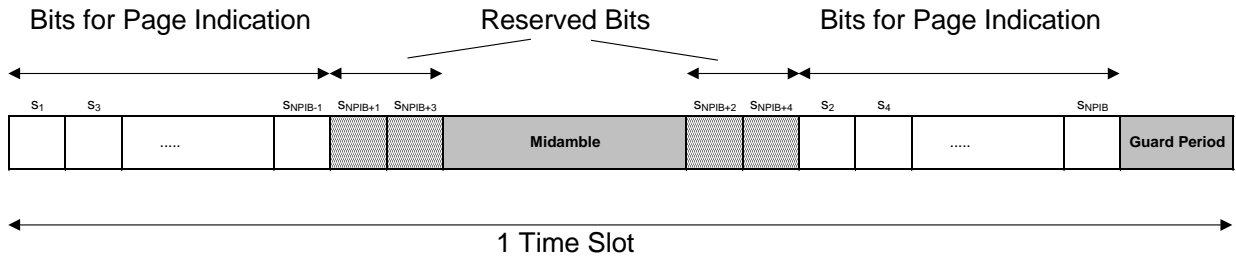 Bits for Page Indication Reserved Bits Bits for Page Indication
s1 s3 sNPIB-1 sNPIB+1 sNPIB+3 sNPIB+2 sNPIB+4 s2 s4 sNPIB
..... Midamble ..... Guard Period
1 Time Slot